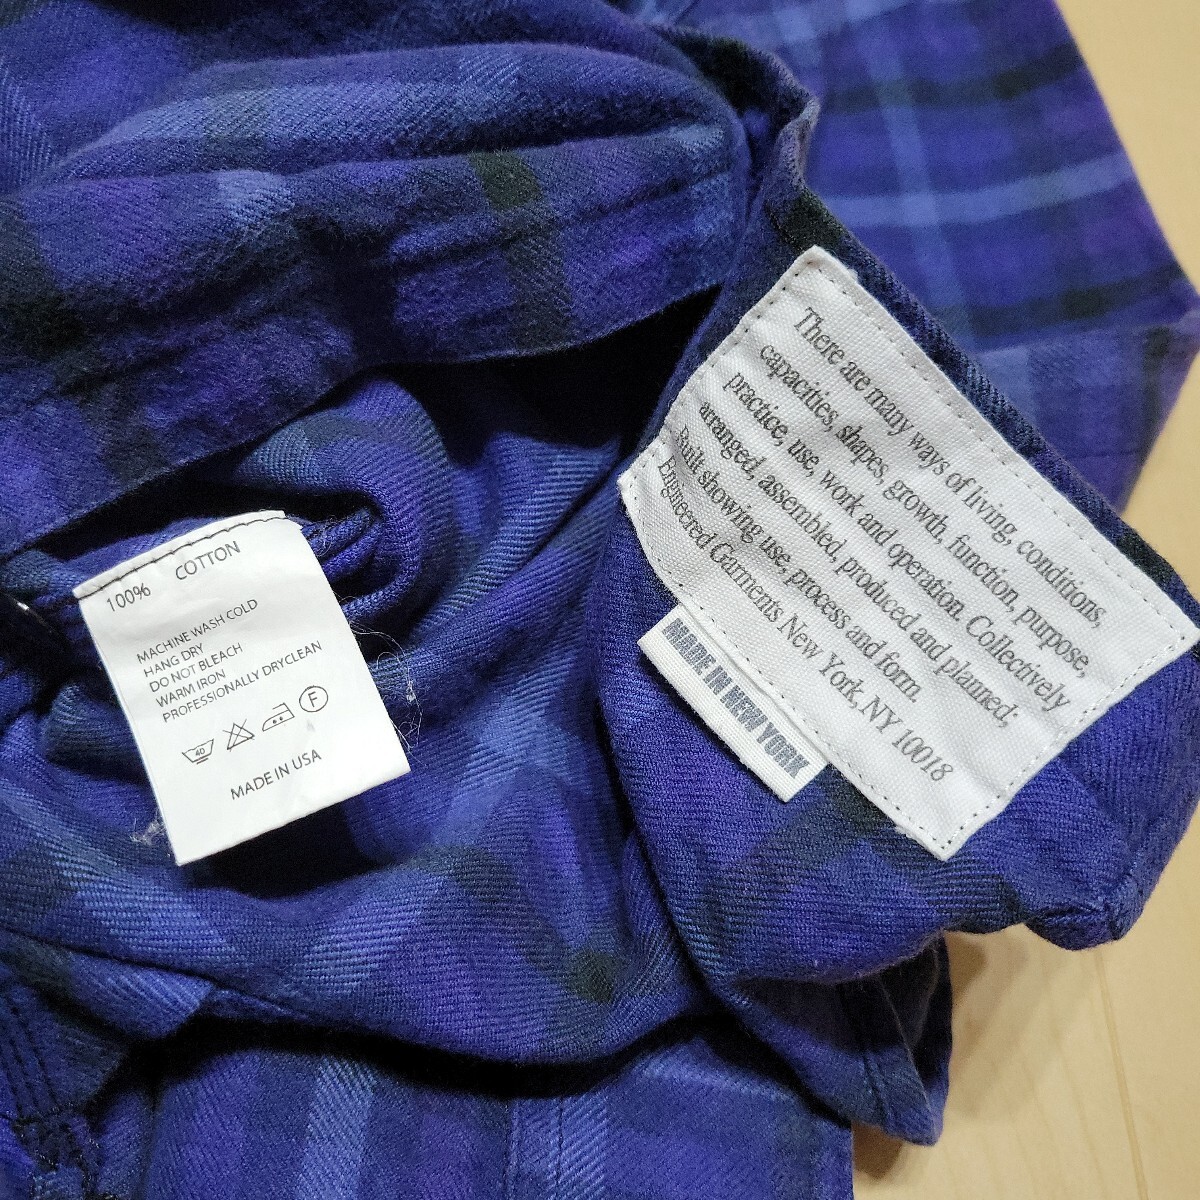 100% COTTON
MACHINE WASH COLD
HANG DRY
DO NOT BLEACH
WARM IRON
PROFESSIONALLY DRYCLEAN
40 F
MADE IN USA
There are many ways of living, conditions,
capacities, shapes, growth, function, purpose,
practice, use, work and operation. Collectively
arranged, assembled, produced and planned;
Built showing use, process and form.
Engineered Garments New York, NY 10018
MADE IN NEW YORK